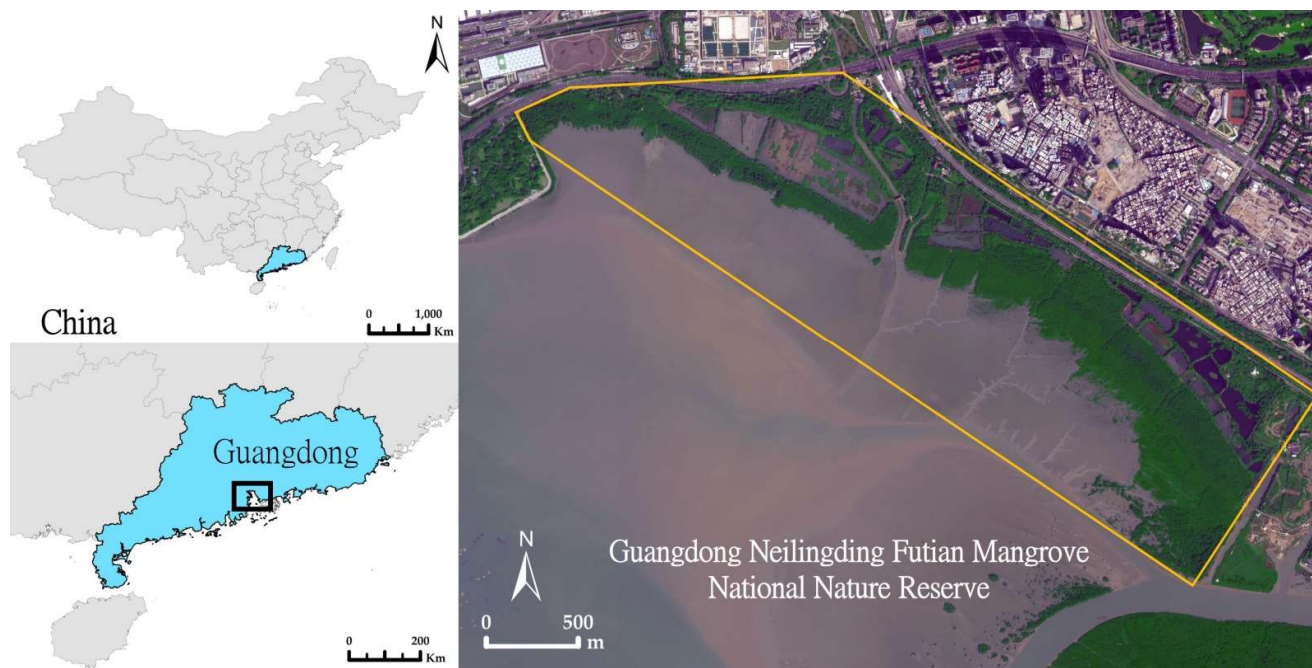 N
China
0 1,000
Km
Guangdong
0 200
Km
N
0 500
m
Guangdong Neilingding Futian Mangrove
National Nature Reserve